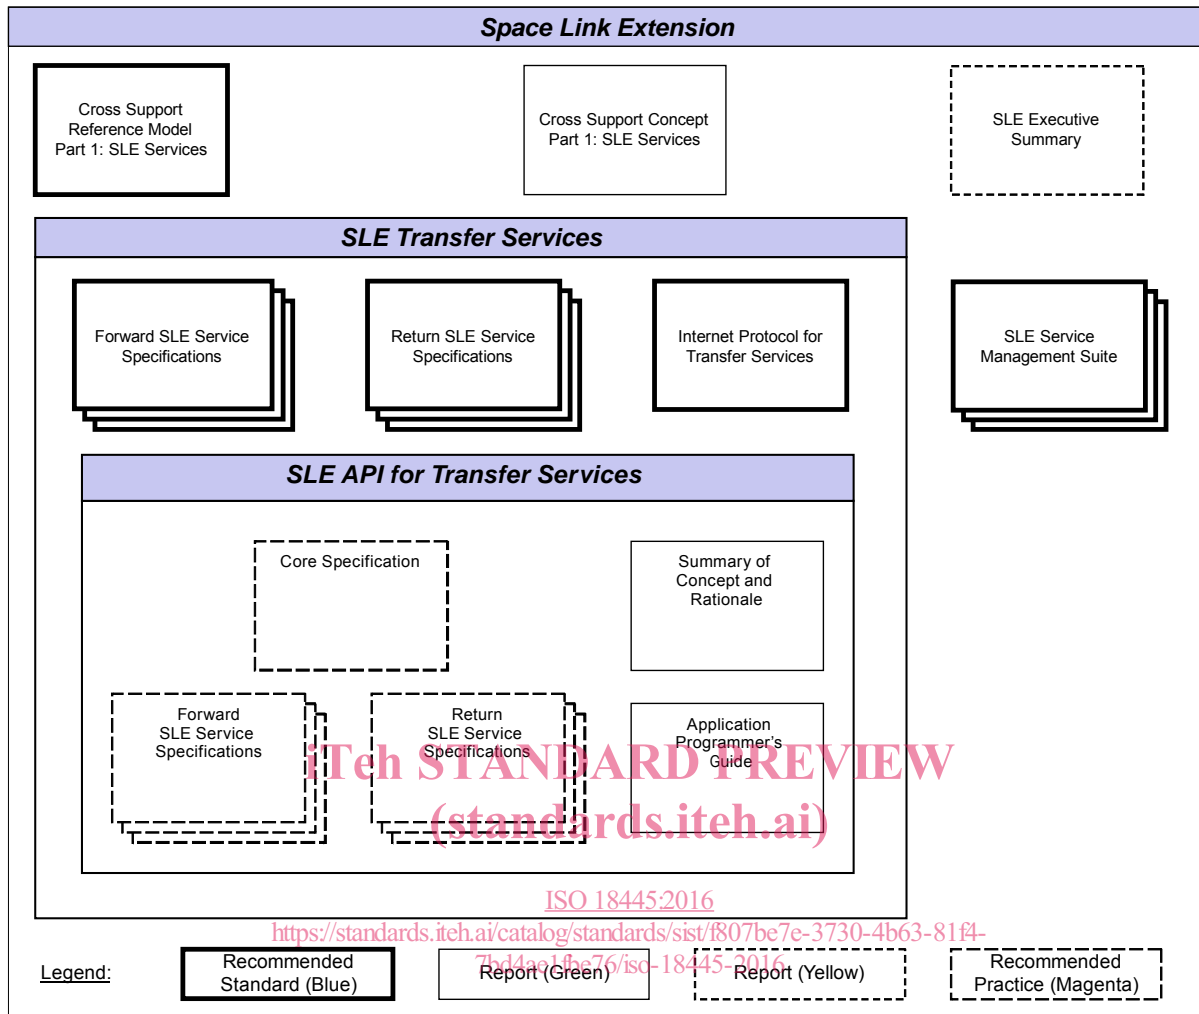 Space Link Extension
Cross Support
Reference Model
Part 1: SLE Services
Cross Support Concept
Part 1: SLE Services
SLE Executive
Summary
SLE Transfer Services
Forward SLE Service
Specifications
Return SLE Service
Specifications
Internet Protocol for
Transfer Services
SLE Service
Management Suite
SLE API for Transfer Services
Core Specification
Summary of
Concept and
Rationale
Forward
SLE Service
Specifications
Return
SLE Service
Specifications
Application
Programmer's
Guide
iTeh STANDARD PREVIEW
(standards.iteh.ai)
ISO 18445:2016
https://standards.iteh.ai/catalog/standards/sist/f807be7e-3730-4b63-81f4-
7bd4ae1fbe76/iso-18445-2016
Legend:
Recommended
Standard (Blue)
Report (Green)
Report (Yellow)
Recommended
Practice (Magenta)